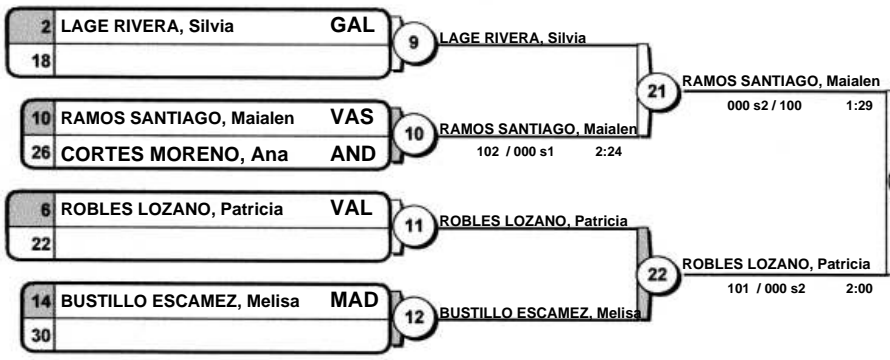 2 LAGE RIVERA, Silvia GAL
18
9
LAGE RIVERA, Silvia
10 RAMOS SANTIAGO, Maialen VAS
26 CORTES MORENO, Ana AND
10
RAMOS SANTIAGO, Maialen
102 / 000 s1 2:24
21
RAMOS SANTIAGO, Maialen
000 s2 / 100 1:29
6 ROBLES LOZANO, Patricia VAL
22
11
ROBLES LOZANO, Patricia
14 BUSTILLO ESCAMEZ, Melisa MAD
30
12
BUSTILLO ESCAMEZ, Melisa
22
ROBLES LOZANO, Patricia
101 / 000 s2 2:00